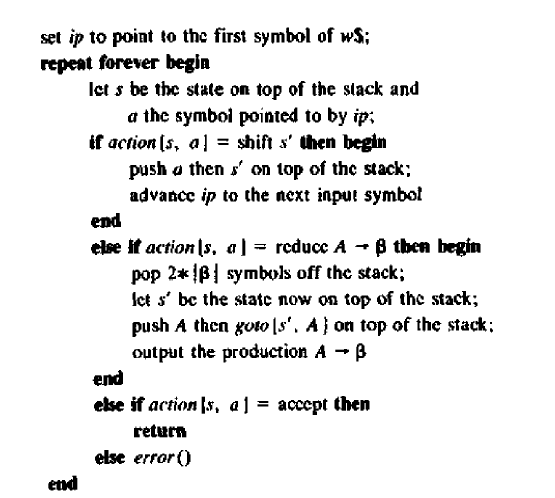 set ip to point to the first symbol of w$;
repeat forever begin
let s be the state on top of the stack and
a the symbol pointed to by ip;
if action[s, a] = shift s′ then begin
push a then s′ on top of the stack;
advance ip to the next input symbol
end
else if action[s, a] = reduce A → β then begin
pop 2*|β| symbols off the stack;
let s′ be the state now on top of the stack;
push A then goto[s′, A] on top of the stack;
output the production A → β
end
else if action[s, a] = accept then
return
else error()
end